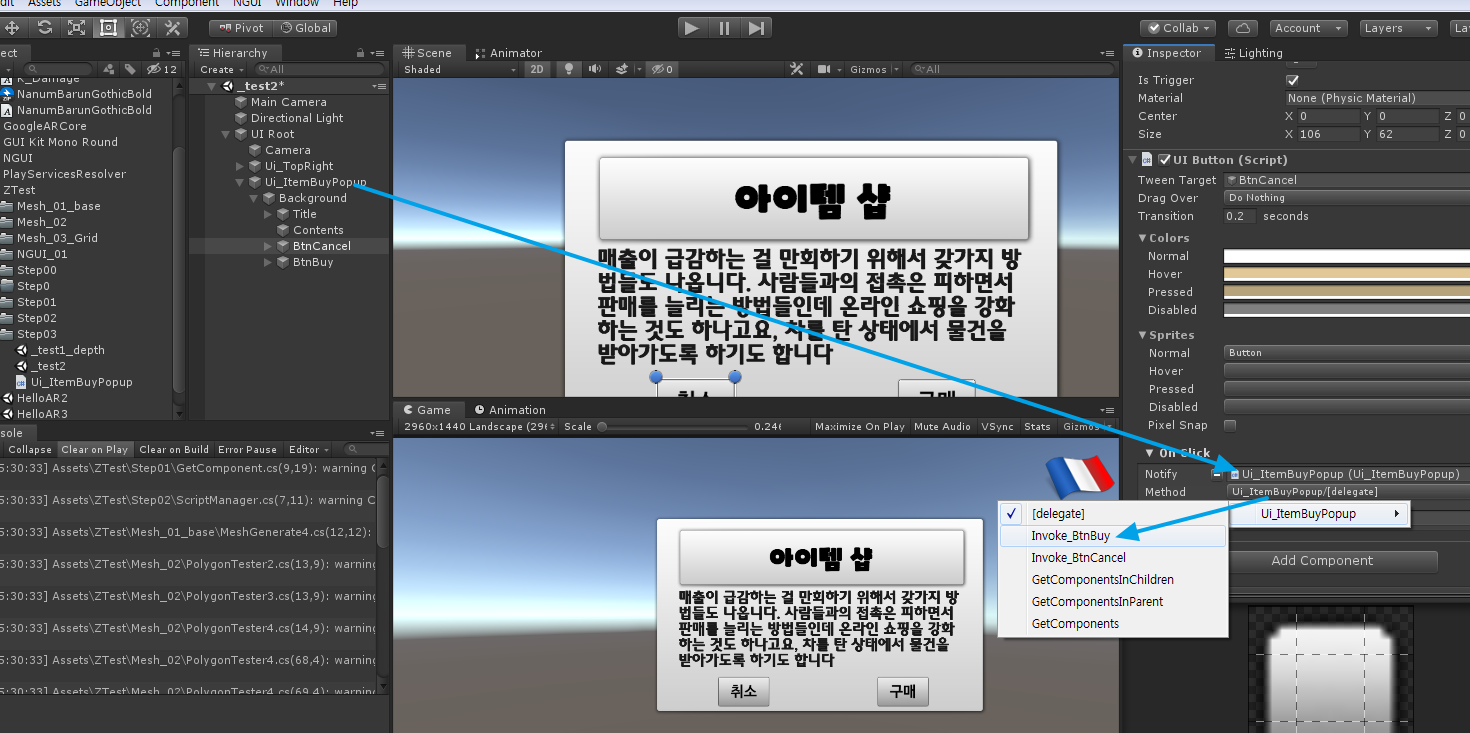 dit Assets GameObject Component NGUI Window Help
Pivot Global Collab Account Layers
Hierarchy Scene Animator Inspector Lighting
12 Create All Shaded 2D 0 Gizmos All
K_Damage
NanumBarunGothicBold
NanumBarunGothicBold
GoogleARCore
GUI Kit Mono Round
NGUI
PlayServicesResolver
ZTest
Mesh_01_base
Mesh_02
Mesh_03_Grid
NGUI_01
Step00
Step0
Step01
Step02
Step03
_test1_depth
_test2
Ui_ItemBuyPopup
HelloAR2
HelloAR3
_test2*
Main Camera
Directional Light
UI Root
Camera
Ui_TopRight
Ui_ItemBuyPopup
Background
Title
Contents
BtnCancel
BtnBuy
아이템 샵
매출이 급감하는 걸 만회하기 위해서 갖가지 방
법들도 나옵니다. 사람들과의 접촉은 피하면서
판매를 늘리는 방법들인데 온라인 쇼핑을 강화
하는 것도 하나고요, 차를 탄 상태에서 물건을
받아가도록 하기도 합니다
취소 구매
Is Trigger
Material None (Physic Material)
Center X 0 Y 0 Z 0
Size X 106 Y 62 Z 0
UI Button (Script)
Tween Target BtnCancel
Drag Over Do Nothing
Transition 0.2 seconds
Colors
Normal
Hover
Pressed
Disabled
Sprites
Normal Button
Hover
Pressed
Disabled
Pixel Snap
On Click
Notify Ui_ItemBuyPopup (Ui_ItemBuyPopup)
Method Ui_ItemBuyPopup/[delegate]
Ui_ItemBuyPopup
[delegate]
Invoke_BtnBuy
Invoke_BtnCancel
GetComponentsInChildren
GetComponentsInParent
GetComponents
Add Component
Game Animation
2960x1440 Landscape (296 Scale 0.246 Maximize On Play Mute Audio VSync Stats Gizmos
아이템 샵
매출이 급감하는 걸 만회하기 위해서 갖가지 방
법들도 나옵니다. 사람들과의 접촉은 피하면서
판매를 늘리는 방법들인데 온라인 쇼핑을 강화
하는 것도 하나고요, 차를 탄 상태에서 물건을
받아가도록 하기도 합니다
취소 구매
sole
Collapse Clear on Play Clear on Build Error Pause Editor
5:30:33] Assets\ZTest\Step01\GetComponent.cs(9,19): warning C
5:30:33] Assets\ZTest\Step02\ScriptManager.cs(7,11): warning C
5:30:33] Assets\ZTest\Mesh_01_base\MeshGenerate4.cs(12,12):
5:30:33] Assets\ZTest\Mesh_02\PolygonTester2.cs(13,9): warning
5:30:33] Assets\ZTest\Mesh_02\PolygonTester3.cs(13,9): warning
5:30:33] Assets\ZTest\Mesh_02\PolygonTester4.cs(14,9): warning
5:30:33] Assets\ZTest\Mesh_02\PolygonTester4.cs(68,4): warning
5:30:33] Assets\ZTest\Mesh_02\PolygonTester4.cs(69,4): warning